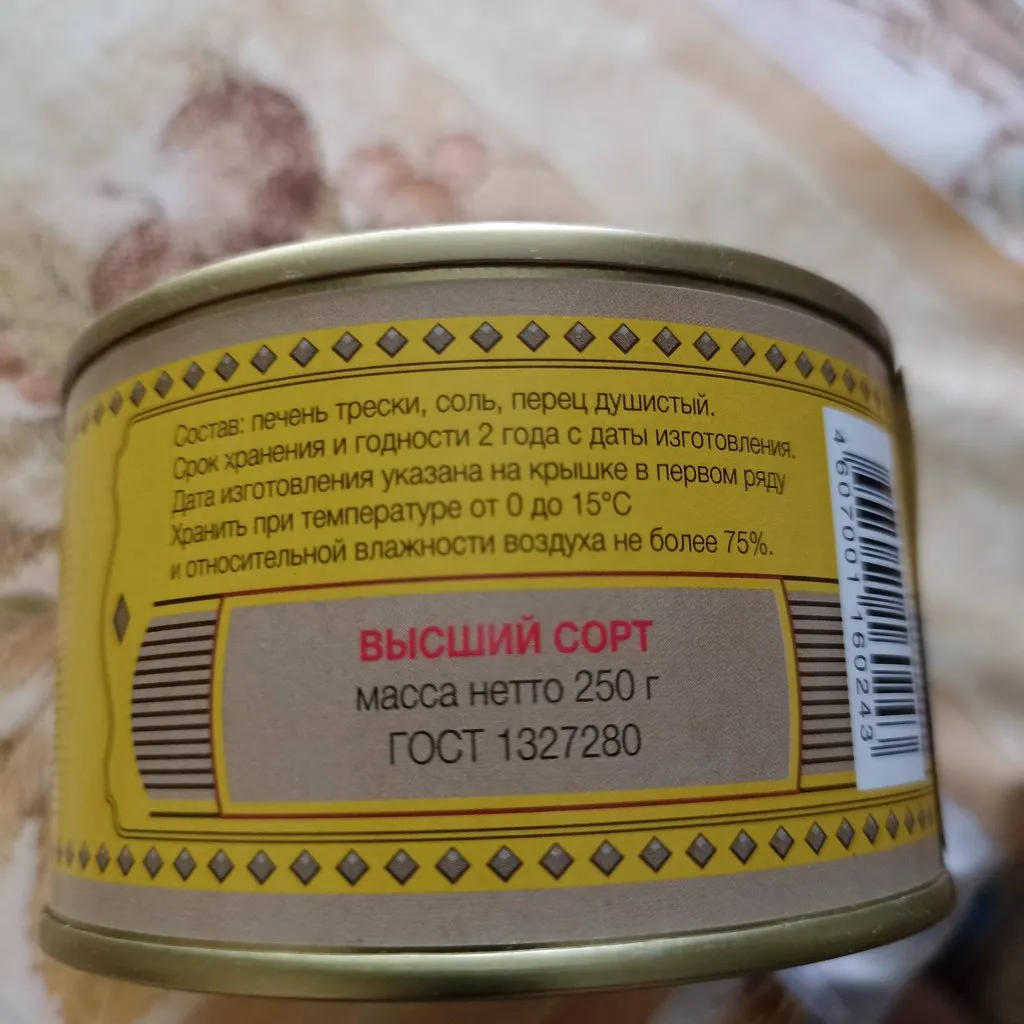 Состав: печень трески, соль, перец душистый.
Срок хранения и годности 2 года с даты изготовления.
Дата изготовления указана на крышке в первом ряду
Хранить при температуре от 0 до 15°С
и относительной влажности воздуха не более 75%.
ВЫСШИЙ СОРТ
масса нетто 250 г
ГОСТ 1327280
4607001160243